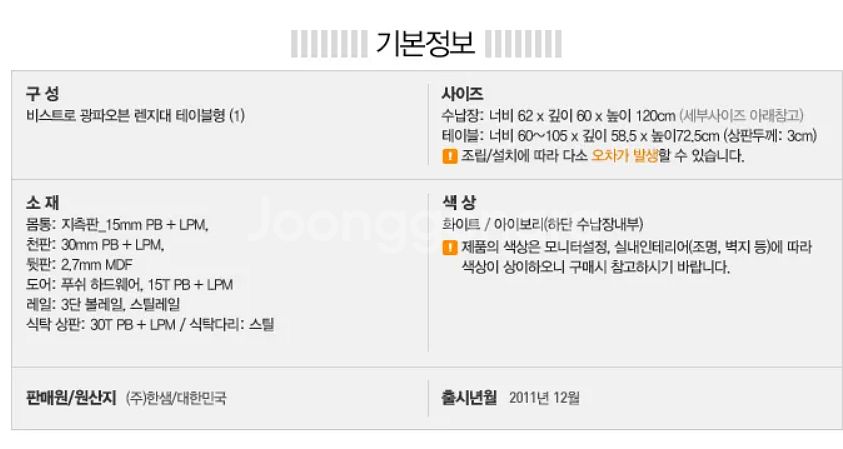 기본정보
구 성
비스트로 광파오븐 렌지대 테이블형 (1)
사이즈
수납장: 너비 62 x 깊이 60 x 높이 120cm (세부사이즈 아래참고)
테이블: 너비 60~105 x 깊이 58.5 x 높이72.5cm (상판두께: 3cm)
! 조립/설치에 따라 다소 오차가 발생할 수 있습니다.
소 재
몸통: 지측판_15mm PB + LPM,
천판: 30mm PB + LPM,
뒷판: 2.7mm MDF
도어: 푸쉬 하드웨어, 15T PB + LPM
레일: 3단 볼레일, 스틸레일
식탁 상판: 30T PB + LPM / 식탁다리: 스틸
색 상
화이트 / 아이보리(하단 수납장내부)
! 제품의 색상은 모니터설정, 실내인테리어(조명, 벽지 등)에 따라
색상이 상이하오니 구매시 참고하시기 바랍니다.
판매원/원산지 (주)한샘/대한민국
출시년월 2011년 12월